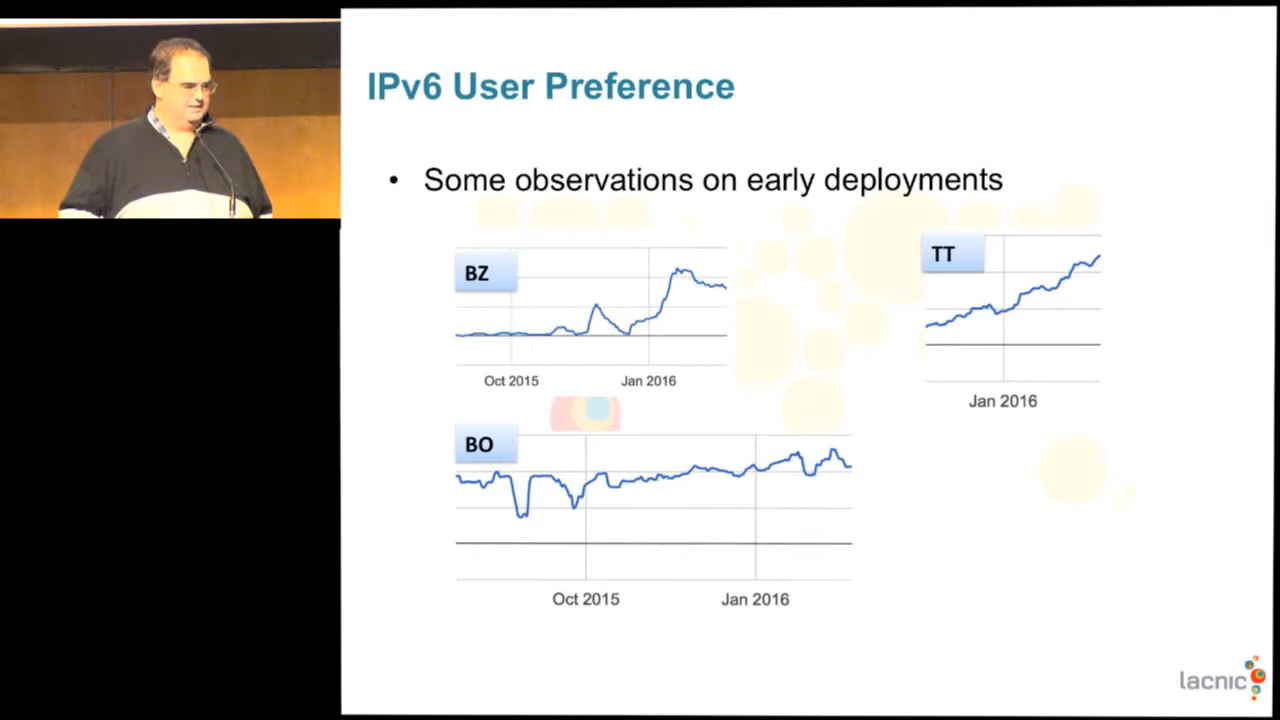 IPv6 User Preference
• Some observations on early deployments
BZ
Oct 2015 Jan 2016
TT
Jan 2016
BO
Oct 2015 Jan 2016
lacnic